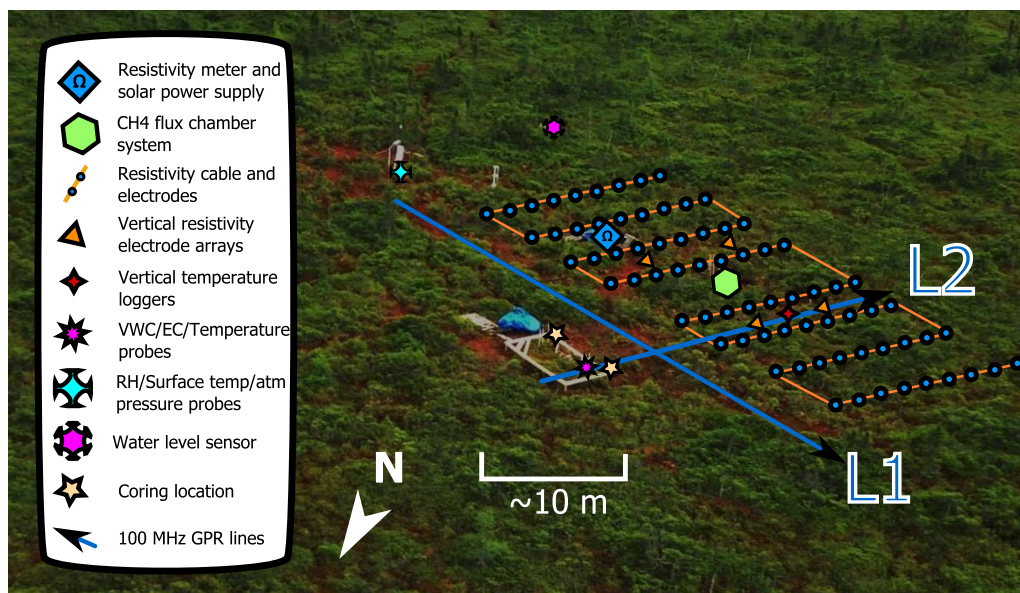 Ω
Resistivity meter and
solar power supply
CH4 flux chamber
system
Resistivity cable and
electrodes
Vertical resistivity
electrode arrays
Vertical temperature
loggers
VWC/EC/Temperature
probes
RH/Surface temp/atm
pressure probes
Water level sensor
Coring location
100 MHz GPR lines
Ω
L2
L1
N
~10 m